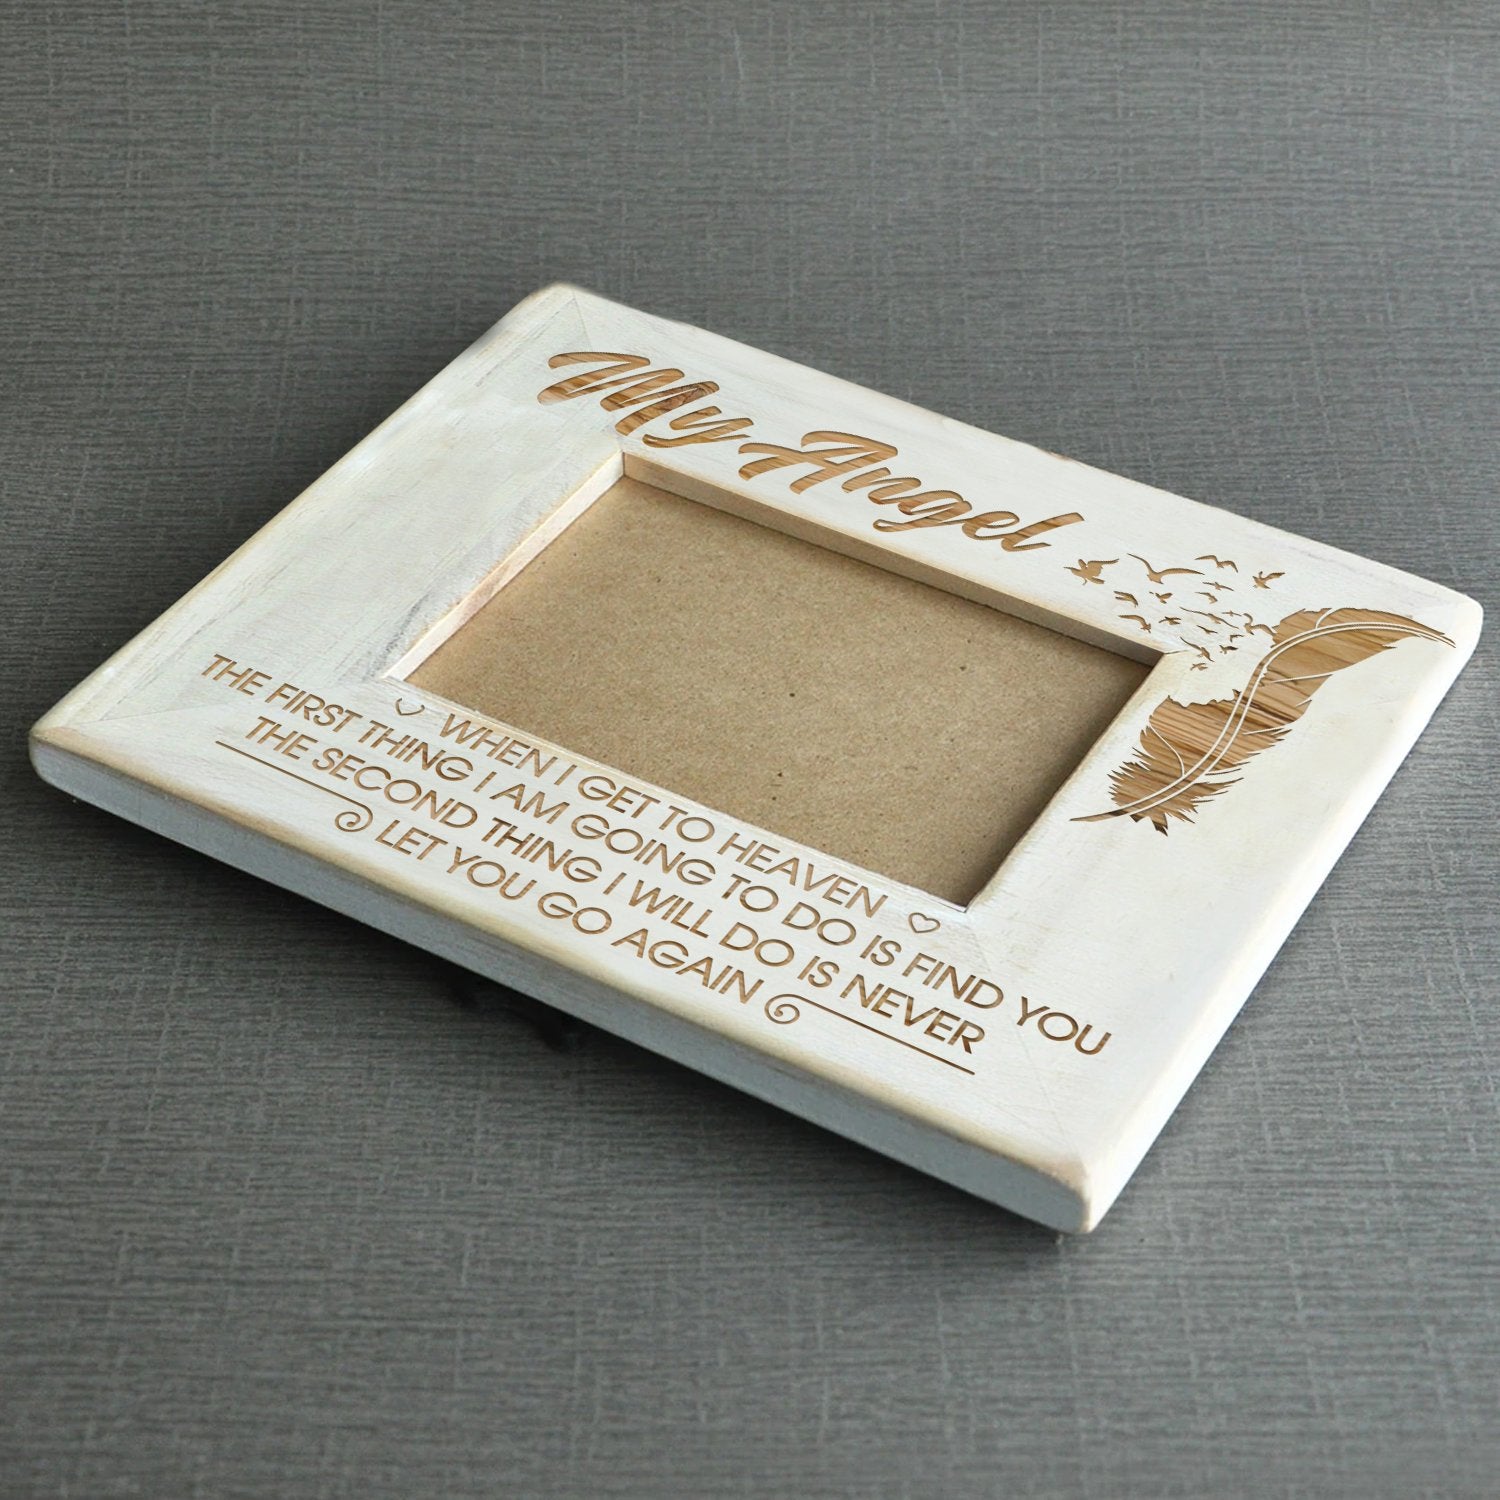 My Angel
WHEN I GET TO HEAVEN
THE FIRST THING I AM GOING TO DO IS FIND YOU
THE SECOND THING I WILL DO IS NEVER
LET YOU GO AGAIN